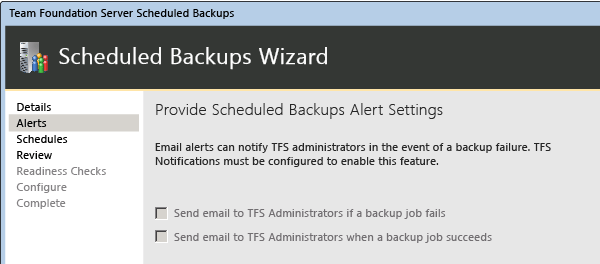 Team Foundation Server Scheduled Backups
Scheduled Backups Wizard
Details
Alerts
Schedules
Review
Readiness Checks
Configure
Complete
Provide Scheduled Backups Alert Settings
Email alerts can notify TFS administrators in the event of a backup failure. TFS
Notifications must be configured to enable this feature.
Send email to TFS Administrators if a backup job fails
Send email to TFS Administrators when a backup job succeeds